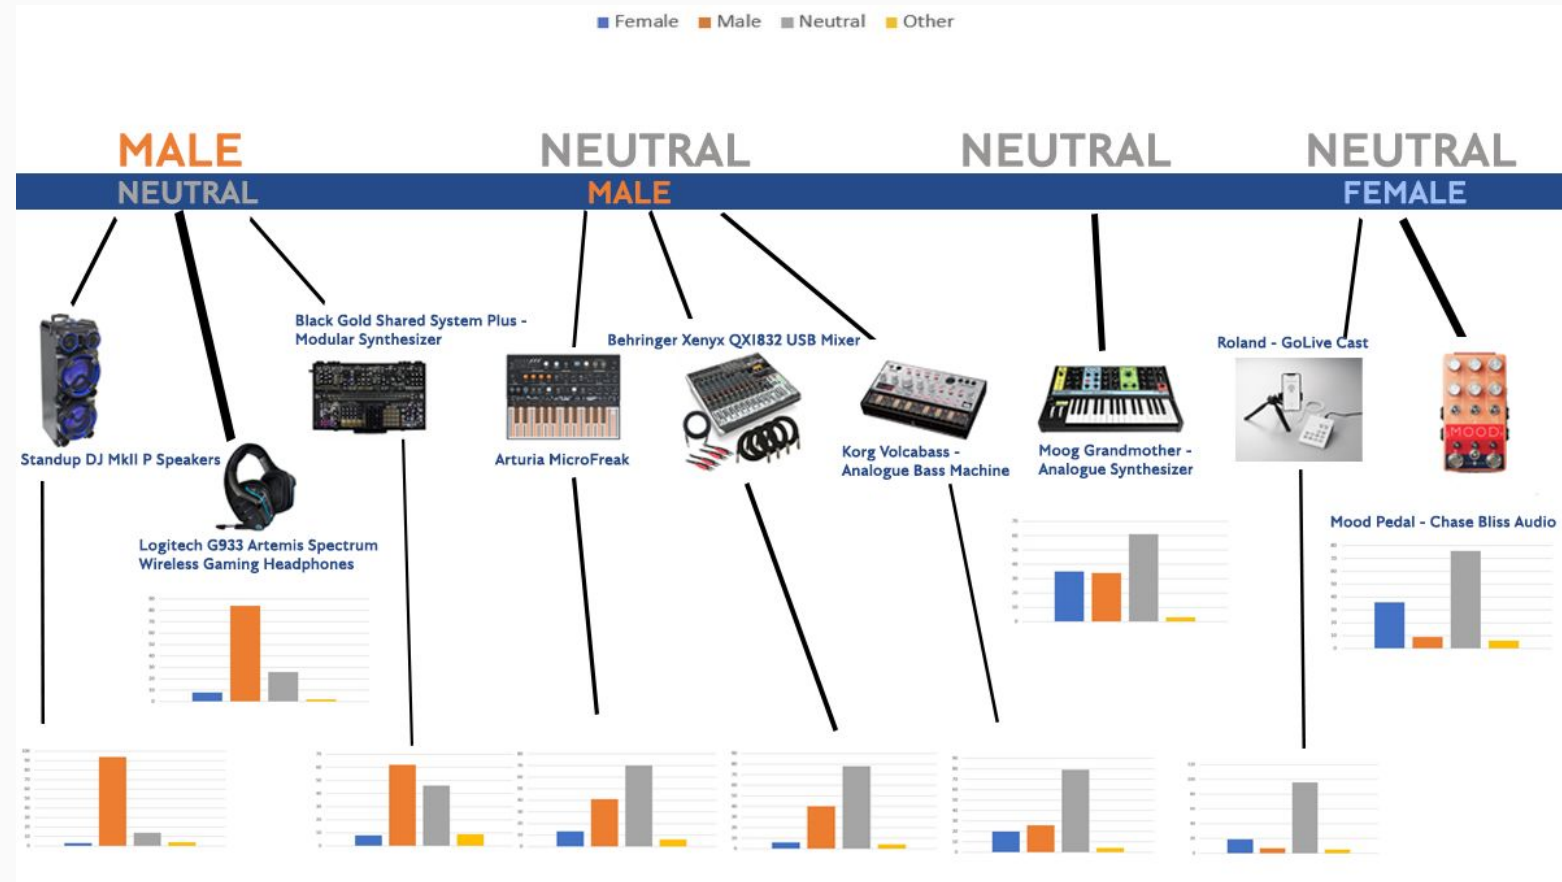 Female Male Neutral Other
MALE
NEUTRAL
NEUTRAL
MALE
NEUTRAL
NEUTRAL
FEMALE
Black Gold Shared System Plus -
Modular Synthesizer
Behringer Xenyx QX1832 USB Mixer
Roland - GoLive Cast
Standup DJ MkII P Speakers
Arturia MicroFreak
Korg Volcabass -
Analogue Bass Machine
Moog Grandmother -
Analogue Synthesizer
MOOD
Mood Pedal - Chase Bliss Audio
Logitech G933 Artemis Spectrum
Wireless Gaming Headphones